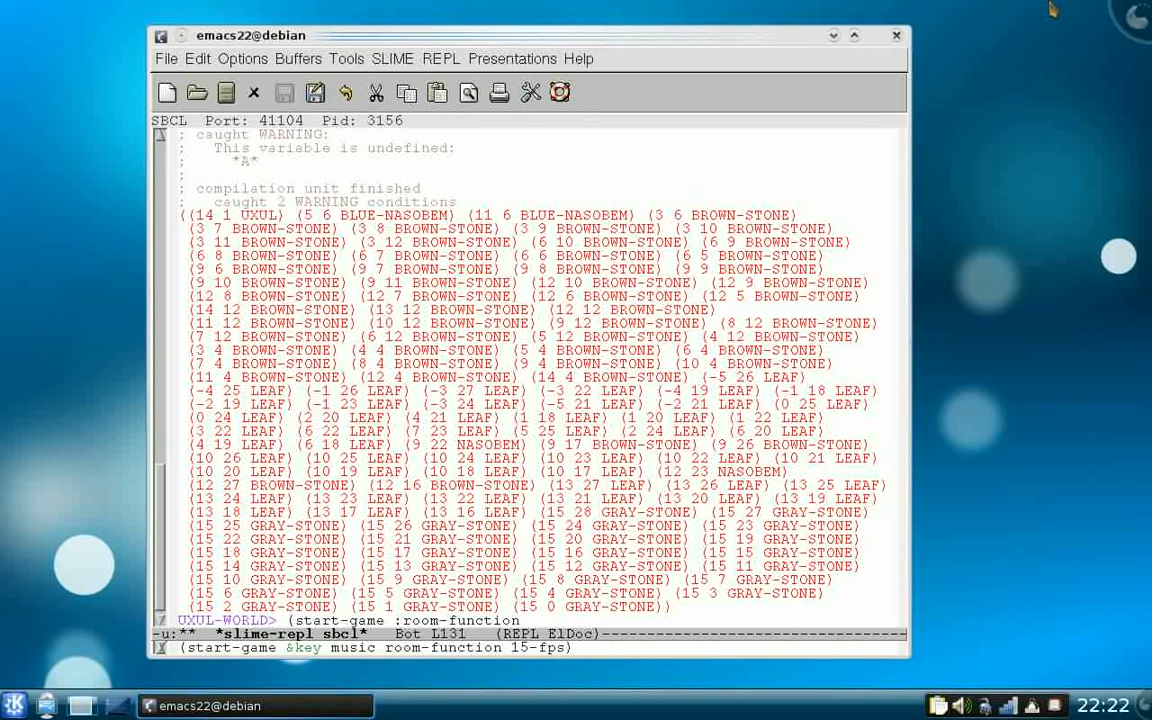 emacs22@debian
File Edit Options Buffers Tools SLIME REPL Presentations Help
SBCL Port: 41104 Pid: 3156
; caught WARNING:
;   This variable is undefined:
;     *A*
;
; compilation unit finished
;   caught 2 WARNING conditions
((14 1 UXUL) (5 6 BLUE-NASOBEM) (11 6 BLUE-NASOBEM) (3 6 BROWN-STONE)
(3 7 BROWN-STONE) (3 8 BROWN-STONE) (3 9 BROWN-STONE) (3 10 BROWN-STONE)
(3 11 BROWN-STONE) (3 12 BROWN-STONE) (6 10 BROWN-STONE) (6 9 BROWN-STONE)
(6 8 BROWN-STONE) (6 7 BROWN-STONE) (6 6 BROWN-STONE) (6 5 BROWN-STONE)
(9 6 BROWN-STONE) (9 7 BROWN-STONE) (9 8 BROWN-STONE) (9 9 BROWN-STONE)
(9 10 BROWN-STONE) (9 11 BROWN-STONE) (12 10 BROWN-STONE) (12 9 BROWN-STONE)
(12 8 BROWN-STONE) (12 7 BROWN-STONE) (12 6 BROWN-STONE) (12 5 BROWN-STONE)
(14 12 BROWN-STONE) (13 12 BROWN-STONE) (12 12 BROWN-STONE)
(11 12 BROWN-STONE) (10 12 BROWN-STONE) (9 12 BROWN-STONE) (8 12 BROWN-STONE)
(7 12 BROWN-STONE) (6 12 BROWN-STONE) (5 12 BROWN-STONE) (4 12 BROWN-STONE)
(3 4 BROWN-STONE) (4 4 BROWN-STONE) (5 4 BROWN-STONE) (6 4 BROWN-STONE)
(7 4 BROWN-STONE) (8 4 BROWN-STONE) (9 4 BROWN-STONE) (10 4 BROWN-STONE)
(11 4 BROWN-STONE) (12 4 BROWN-STONE) (14 4 BROWN-STONE) (-5 26 LEAF)
(-4 25 LEAF) (-1 26 LEAF) (-3 27 LEAF) (-3 22 LEAF) (-4 19 LEAF) (-1 18 LEAF)
(-2 19 LEAF) (-1 23 LEAF) (-3 24 LEAF) (-5 21 LEAF) (-2 21 LEAF) (0 25 LEAF)
(0 24 LEAF) (2 20 LEAF) (4 21 LEAF) (1 18 LEAF) (1 20 LEAF) (1 22 LEAF)
(3 22 LEAF) (6 22 LEAF) (7 23 LEAF) (5 25 LEAF) (2 24 LEAF) (6 20 LEAF)
(4 19 LEAF) (6 18 LEAF) (9 22 NASOBEM) (9 17 BROWN-STONE) (9 26 BROWN-STONE)
(10 26 LEAF) (10 25 LEAF) (10 24 LEAF) (10 23 LEAF) (10 22 LEAF) (10 21 LEAF)
(10 20 LEAF) (10 19 LEAF) (10 18 LEAF) (10 17 LEAF) (12 23 NASOBEM)
(12 27 BROWN-STONE) (12 16 BROWN-STONE) (13 27 LEAF) (13 26 LEAF) (13 25 LEAF)
(13 24 LEAF) (13 23 LEAF) (13 22 LEAF) (13 21 LEAF) (13 20 LEAF) (13 19 LEAF)
(13 18 LEAF) (13 17 LEAF) (13 16 LEAF) (15 28 GRAY-STONE) (15 27 GRAY-STONE)
(15 25 GRAY-STONE) (15 26 GRAY-STONE) (15 24 GRAY-STONE) (15 23 GRAY-STONE)
(15 22 GRAY-STONE) (15 21 GRAY-STONE) (15 20 GRAY-STONE) (15 19 GRAY-STONE)
(15 18 GRAY-STONE) (15 17 GRAY-STONE) (15 16 GRAY-STONE) (15 15 GRAY-STONE)
(15 14 GRAY-STONE) (15 13 GRAY-STONE) (15 12 GRAY-STONE) (15 11 GRAY-STONE)
(15 10 GRAY-STONE) (15 9 GRAY-STONE) (15 8 GRAY-STONE) (15 7 GRAY-STONE)
(15 6 GRAY-STONE) (15 5 GRAY-STONE) (15 4 GRAY-STONE) (15 3 GRAY-STONE)
(15 2 GRAY-STONE) (15 1 GRAY-STONE) (15 0 GRAY-STONE))
UXUL-WORLD> (start-game :room-function
-u:** *slime-repl sbcl* Bot L131 (REPL ElDoc)----------------------------------
(start-game &key music room-function 15-fps)
emacs22@debian
22:22